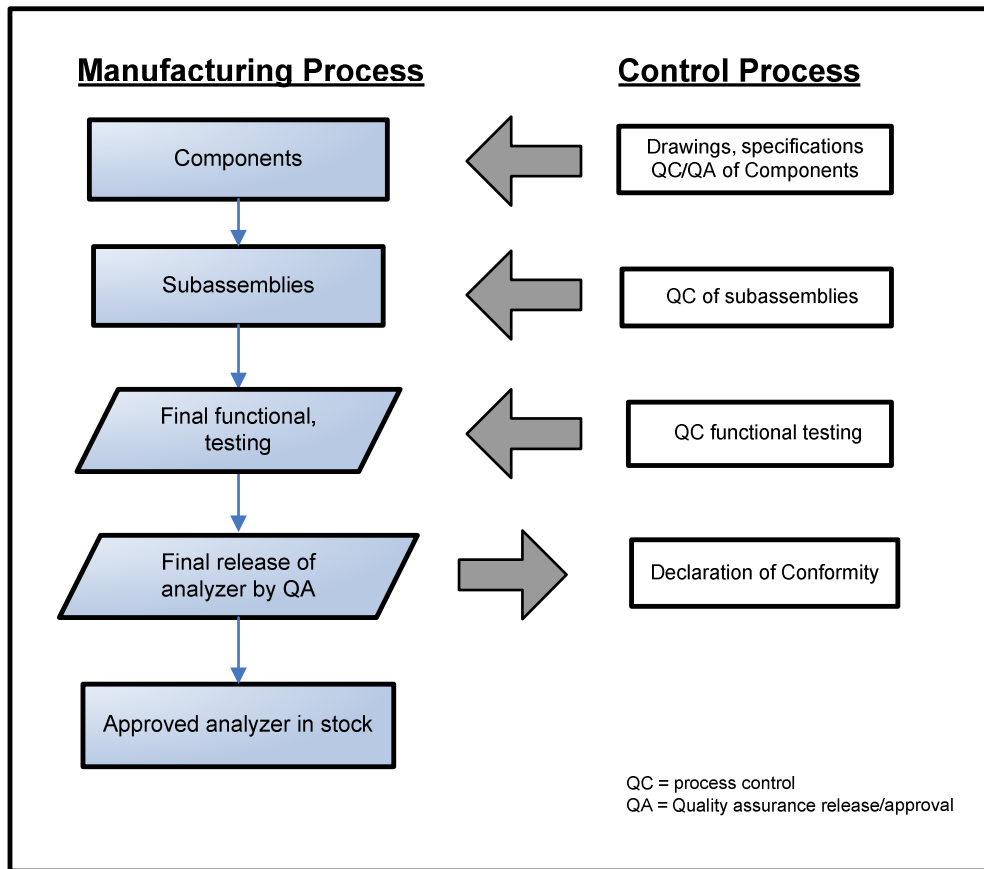 Manufacturing Process
Control Process
Components
Drawings, specifications
QC/QA of Components
Subassemblies
QC of subassemblies
Final functional,
testing
QC functional testing
Final release of
analyzer by QA
Declaration of Conformity
Approved analyzer in stock
QC = process control
QA = Quality assurance release/approval